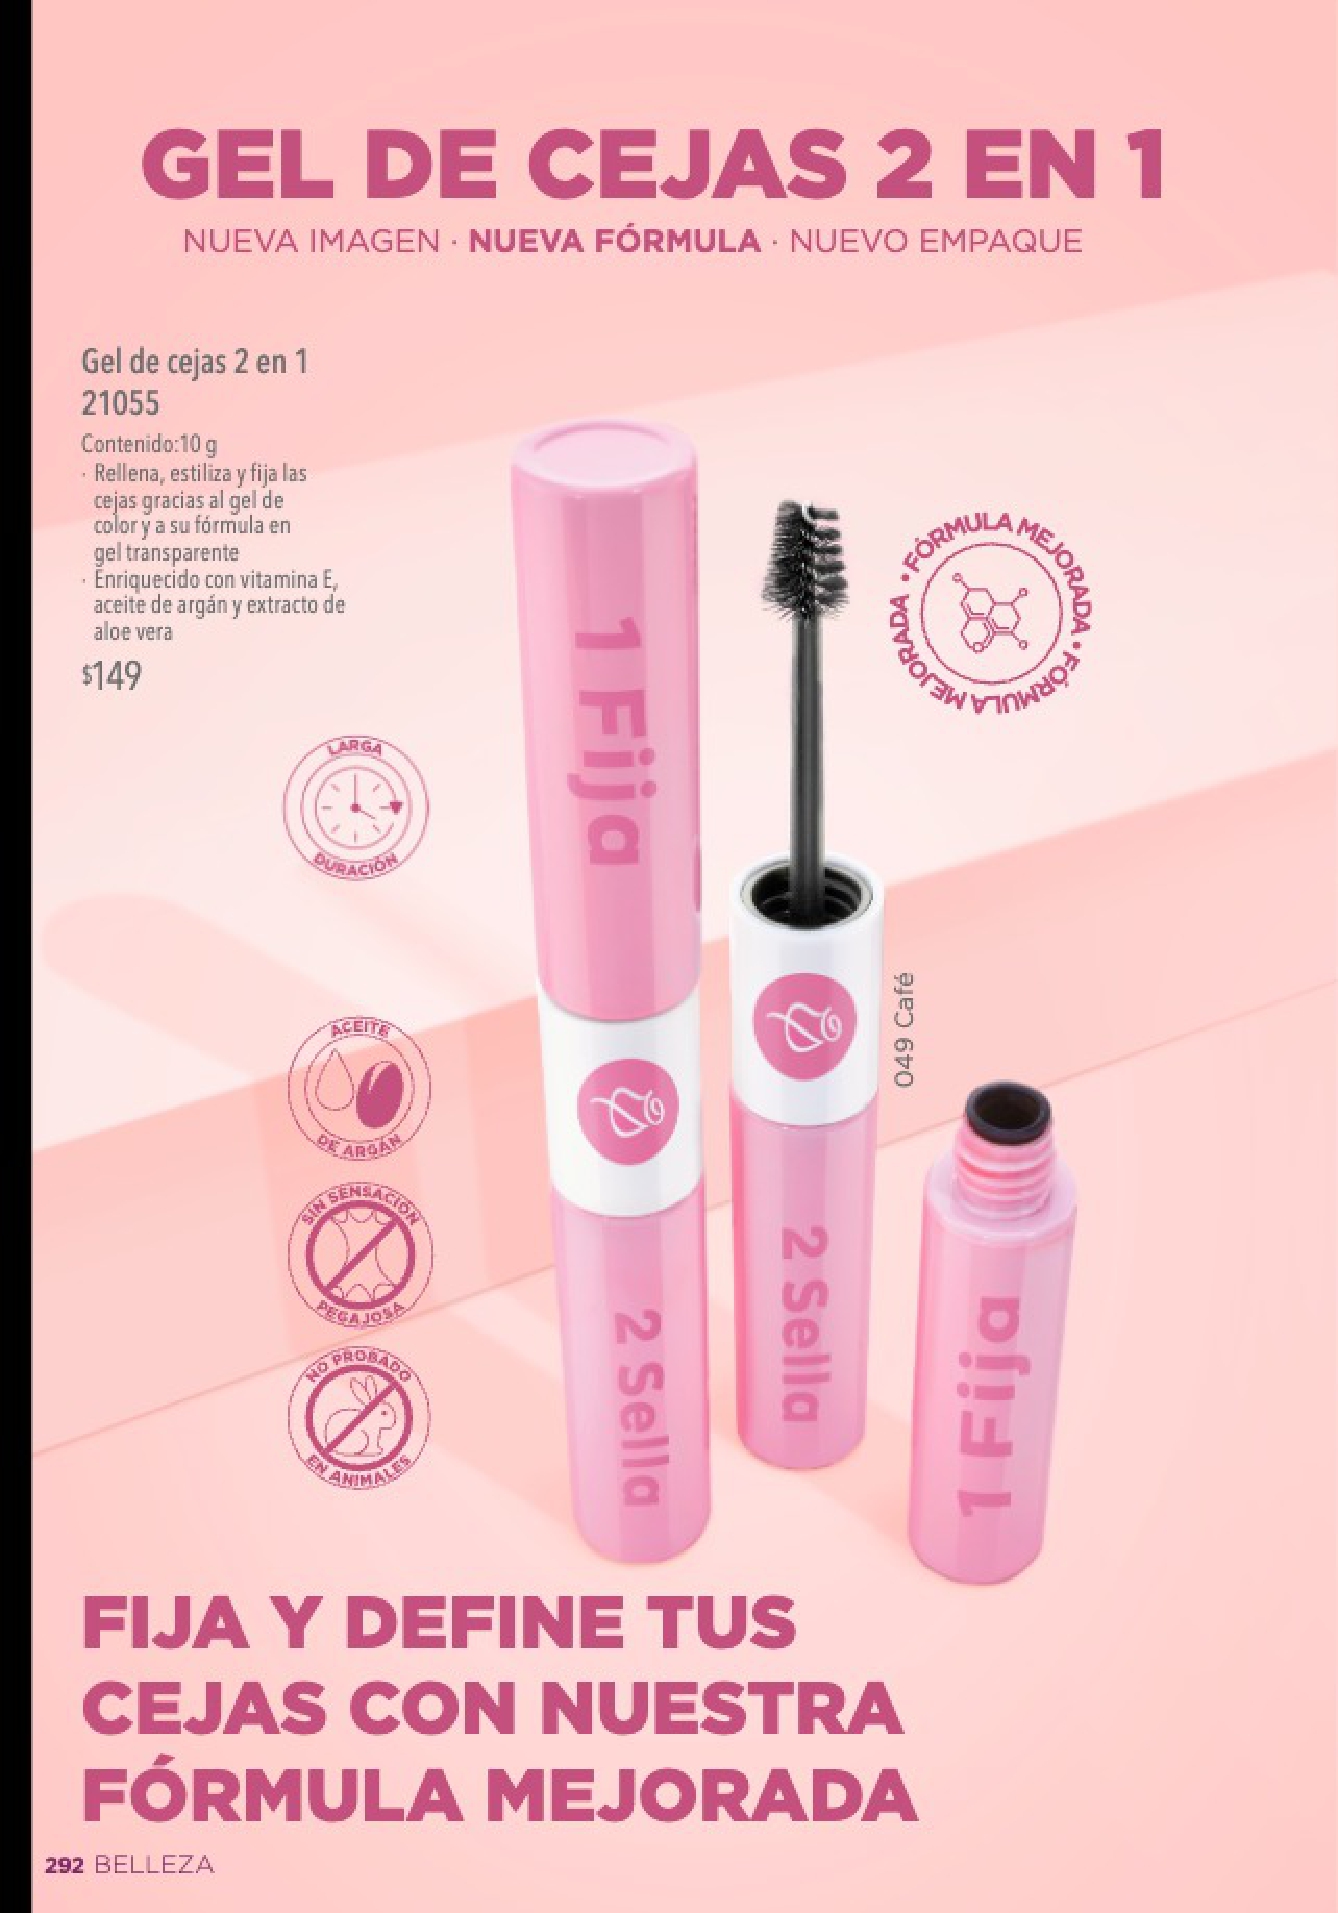 GEL DE CEJAS 2 EN 1
NUEVA IMAGEN · NUEVA FÓRMULA · NUEVO EMPAQUE
Gel de cejas 2 en 1
21055
Contenido:10 g
· Rellena, estiliza y fija las
cejas gracias al gel de
color y a su fórmula en
gel transparente
· Enriquecido con vitamina E,
aceite de argán y extracto de
aloe vera
$149
LARGA
DURACIÓN
ACEITE
DE ARGÁN
SIN SENSACIÓN
PEGAJOSA
NO PROBADO
EN ANIMALES
1 Fija
2 Sella
FÓRMULA MEJORADA • FÓRMULA MEJORADA •
049 Café
2 Sella
1 Fija
FIJA Y DEFINE TUS
CEJAS CON NUESTRA
FÓRMULA MEJORADA
292 BELLEZA